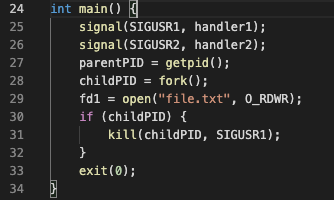 24 int main() {
25 signal(SIGUSR1, handler1);
26 signal(SIGUSR2, handler2);
27 parentPID = getpid();
28 childPID = fork();
29 fd1 = open("file.txt", O_RDWR);
30 if (childPID) {
31 kill(childPID, SIGUSR1);
32 }
33 exit(0);
34 }